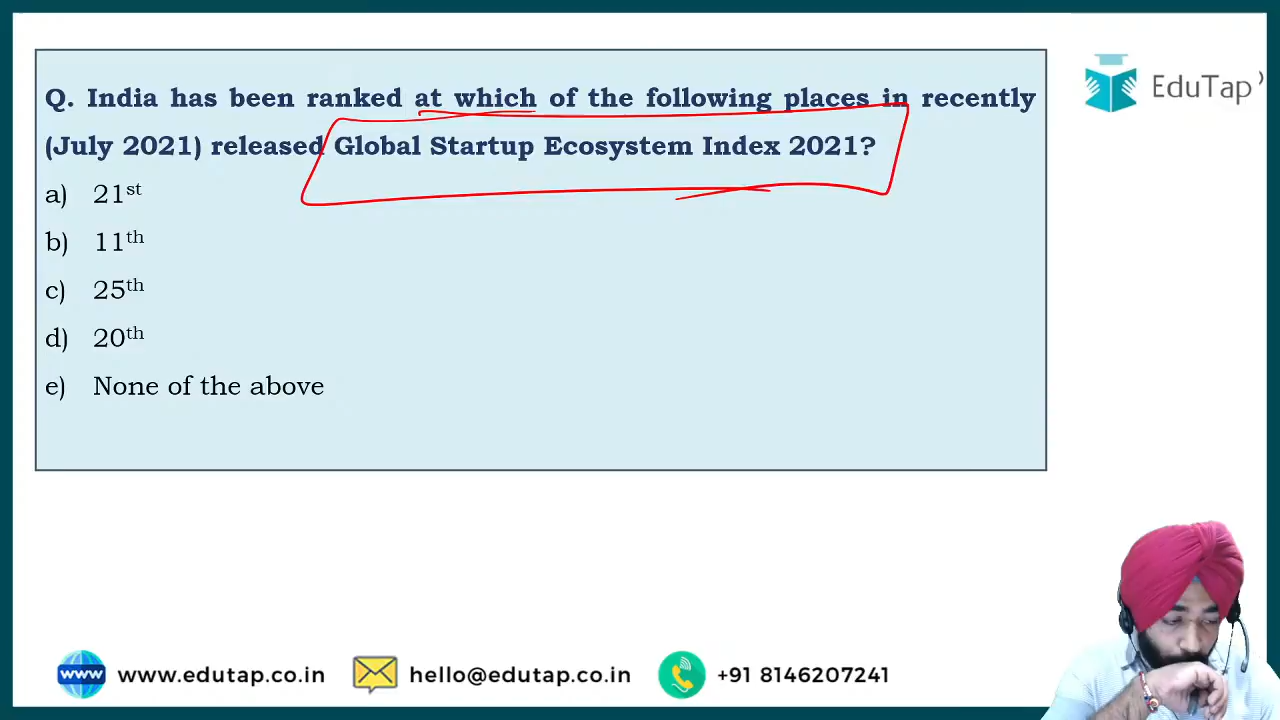 Q. India has been ranked at which of the following places in recently
(July 2021) released Global Startup Ecosystem Index 2021?
a) 21st
b) 11th
c) 25th
d) 20th
e) None of the above
EduTap
www.edutap.co.in
hello@edutap.co.in
+91 8146207241
WWW